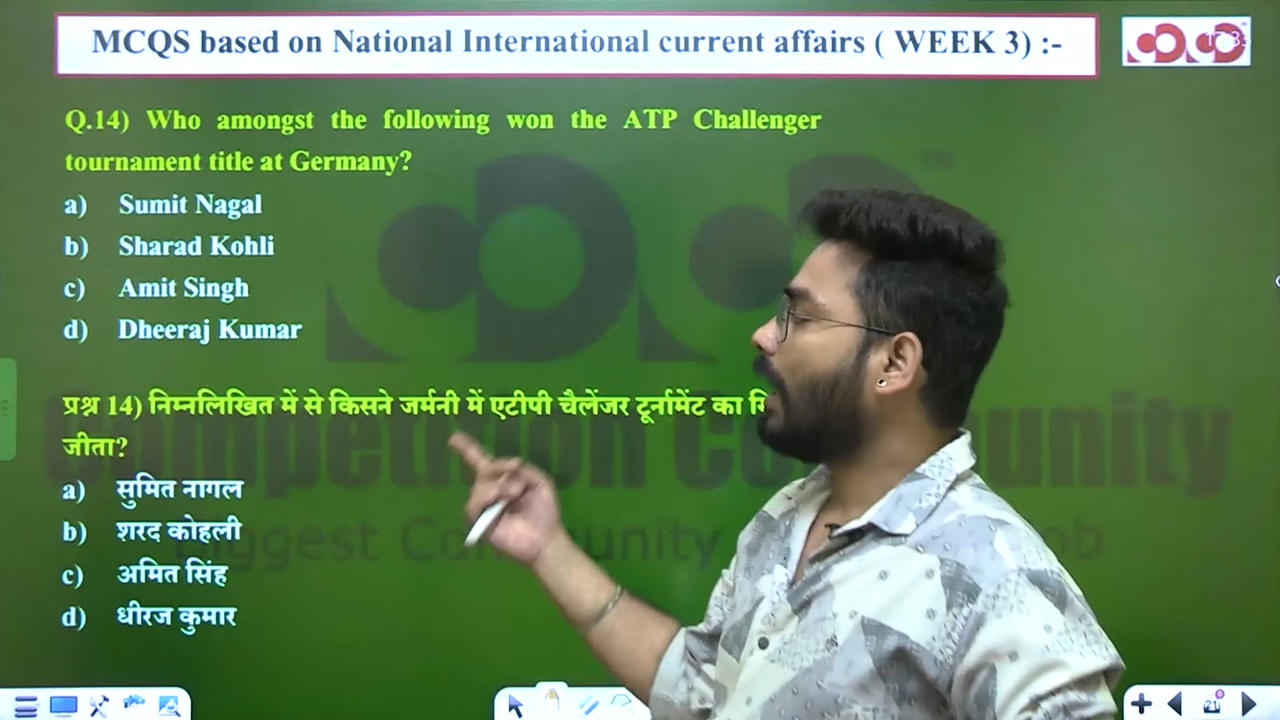 MCQS based on National International current affairs ( WEEK 3) :-
Q.14) Who amongst the following won the ATP Challenger
tournament title at Germany?
a) Sumit Nagal
b) Sharad Kohli
c) Amit Singh
d) Dheeraj Kumar
प्रश्न 14) निम्नलिखित में से किसने जर्मनी में एटीपी चैलेंजर टूर्नामेंट का
जीता?
a) सुमित नागल
b) शरद कोहली
c) अमित सिंह
d) धीरज कुमार
TM
21